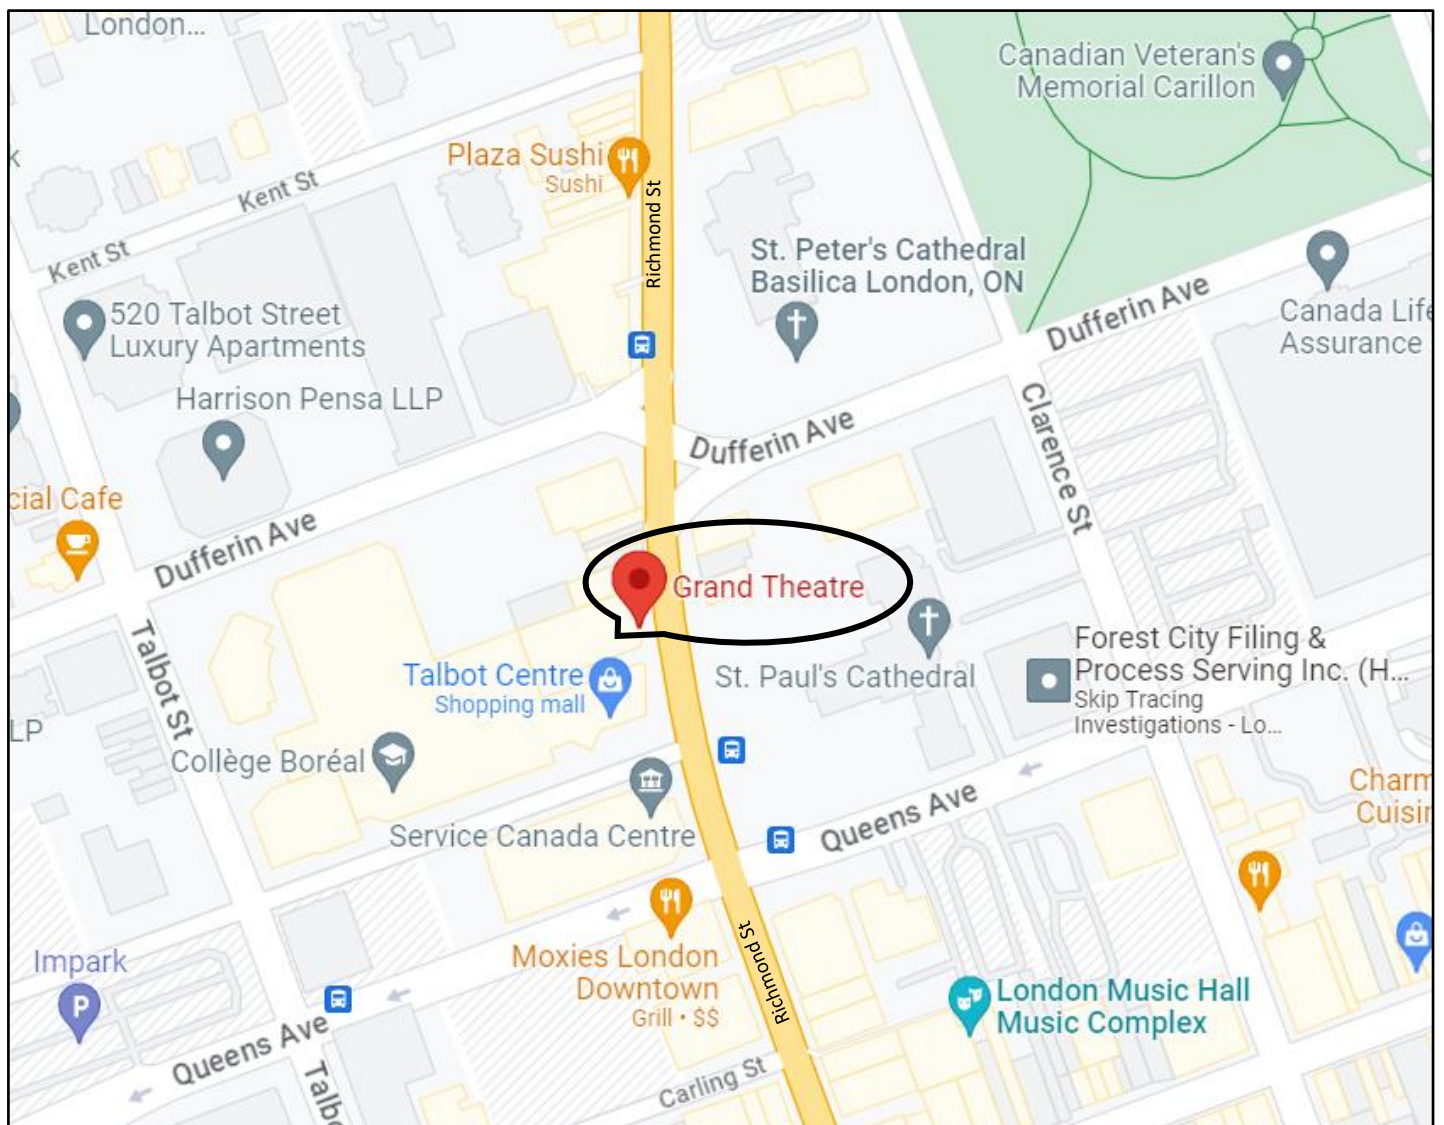 London...
Canadian Veteran's
Memorial Carillon
Plaza Sushi
Sushi
Richmond St
Kent St
Kent St
St. Peter's Cathedral
Basilica London, ON
520 Talbot Street
Luxury Apartments
Dufferin Ave
Canada Life
Assurance
Harrison Pensa LLP
Dufferin Ave
Clarence St
cial Cafe
Dufferin Ave
Grand Theatre
Talbot St
Talbot Centre
Shopping mall
St. Paul's Cathedral
Forest City Filing &
Process Serving Inc. (H...
Skip Tracing
Investigations - Lo...
LP
Collège Boréal
Service Canada Centre
Queens Ave
Charm
Cuisin
Impark
P
Moxies London
Downtown
Grill • $$
Richmond St
London Music Hall
Music Complex
Queens Ave
Talb
Carling St